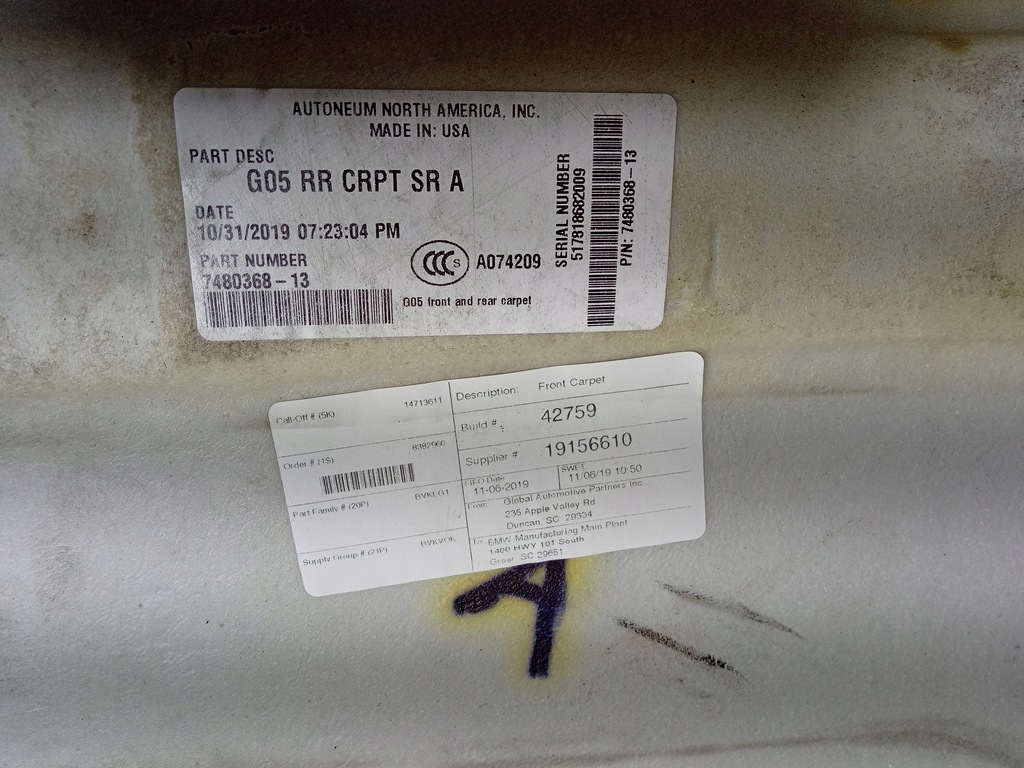 AUTONEUM NORTH AMERICA, INC.
MADE IN: USA
PART DESC
G05 RR CRPT SR A
DATE
10/31/2019 07:23:04 PM
PART NUMBER
7480368-13
CCC S A074209
G05 front and rear carpet
SERIAL NUMBER
517818682009
P/N: 7480368-13
Call-Off # (5K) 14713611
Order # (1S) 8382960
Part Family # (20P) BVKLG1
Supply Group # (21P) BVKVOK
Description: Front Carpet
Build #: 42759
Supplier # 19156610
FIFO Date
11-06-2019
SWET
11/06/19 10:50
From Global Automotive Partners Inc
235 Apple Valley Rd
Duncan, SC 29334
To: BMW Manufacturing Main Plant
1400 HWY 101 South
Greer, SC 29651
A